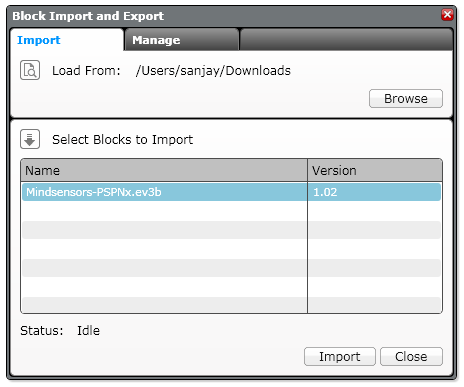 Block Import and Export
Import Manage
Load From: /Users/sanjay/Downloads
Browse
Select Blocks to Import
Name Version
Mindsensors-PSPNx.ev3b 1.02
Status: Idle
Import Close